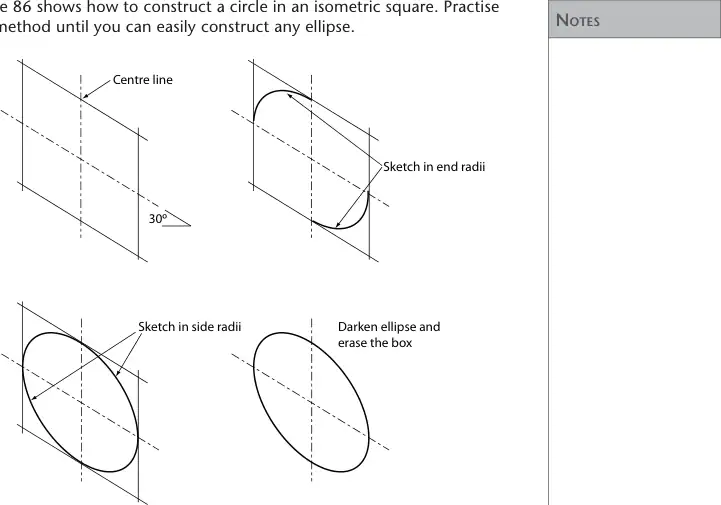 e 86 shows how to construct a circle in an isometric square. Practise
method until you can easily construct any ellipse.
NOTES
Centre line
Sketch in end radii
30º
Sketch in side radii
Darken ellipse and
erase the box